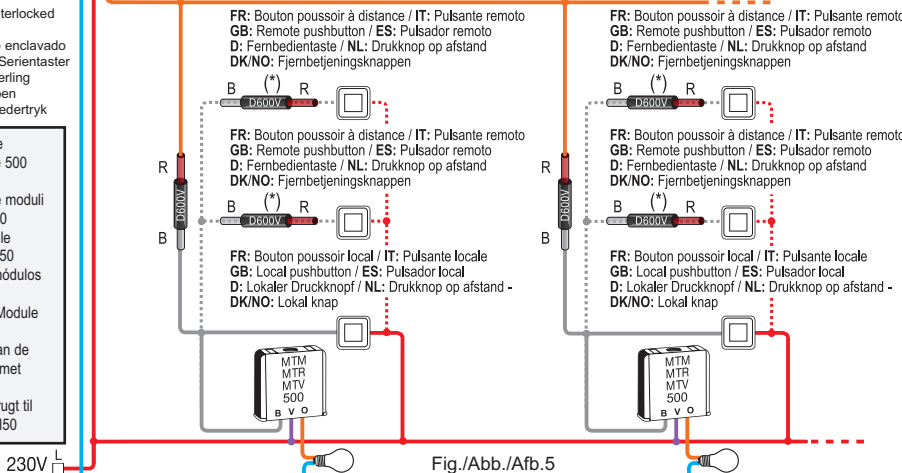 terlocked
enclavado
Serientaster
erling
pen
edertryk
e
e 500
e moduli
0
le
50
nódulos
Module
an de
met
rugt til
I50
230V L
FR: Bouton poussoir à distance / IT: Pulsante remoto
GB: Remote pushbutton / ES: Pulsador remoto
D: Fernbedientaste / NL: Drukknop op afstand
DK/NO: Fjernbetjeningsknappen
(*)
B D600V R
FR: Bouton poussoir à distance / IT: Pulsante remoto
GB: Remote pushbutton / ES: Pulsador remoto
D: Fernbedientaste / NL: Drukknop op afstand
DK/NO: Fjernbetjeningsknappen
R
D600V
B
(*)
B D600V R
FR: Bouton poussoir local / IT: Pulsante locale
GB: Local pushbutton / ES: Pulsador local
D: Lokaler Druckknopf / NL: Drukknop op afstand -
DK/NO: Lokal knap
MTM
MTR
MTV
500
B V O
FR: Bouton poussoir à distance / IT: Pulsante remoto
GB: Remote pushbutton / ES: Pulsador remoto
D: Fernbedientaste / NL: Drukknop op afstand
DK/NO: Fjernbetjeningsknappen
(*)
B D600V R
FR: Bouton poussoir à distance / IT: Pulsante remoto
GB: Remote pushbutton / ES: Pulsador remoto
D: Fernbedientaste / NL: Drukknop op afstand
DK/NO: Fjernbetjeningsknappen
R
D600V
B
(*)
B D600V R
FR: Bouton poussoir local / IT: Pulsante locale
GB: Local pushbutton / ES: Pulsador local
D: Lokaler Druckknopf / NL: Drukknop op afstand -
DK/NO: Lokal knap
MTM
MTR
MTV
500
B V O
Fig./Abb./Afb.5